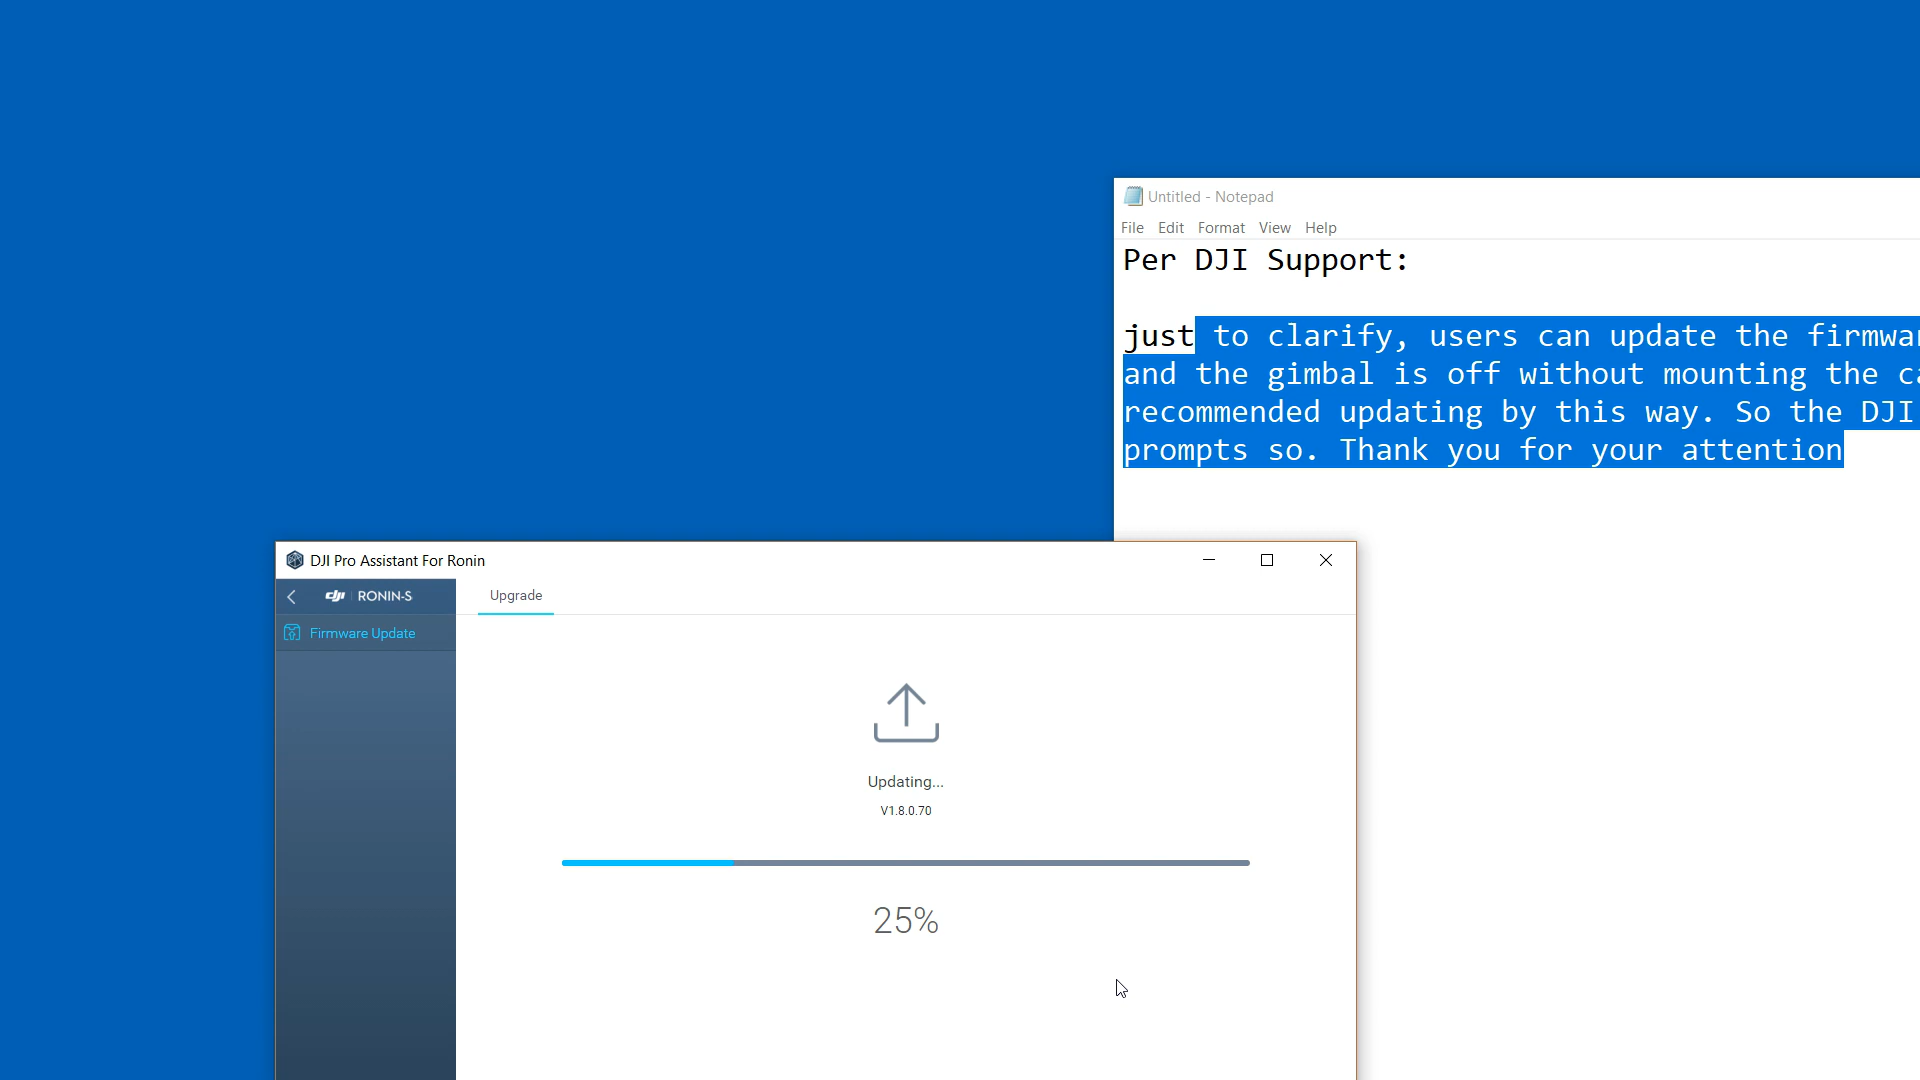 Untitled - Notepad
File Edit Format View Help
Per DJI Support:
just to clarify, users can update the
and the gimbal is off without mounting the
recommended updating by this way. So the DJI
prompts so. Thank you for your attention
DJI Pro Assistant For Ronin
dji RONIN-S
Upgrade
Firmware Update
Updating...
V1.8.0.70
25%